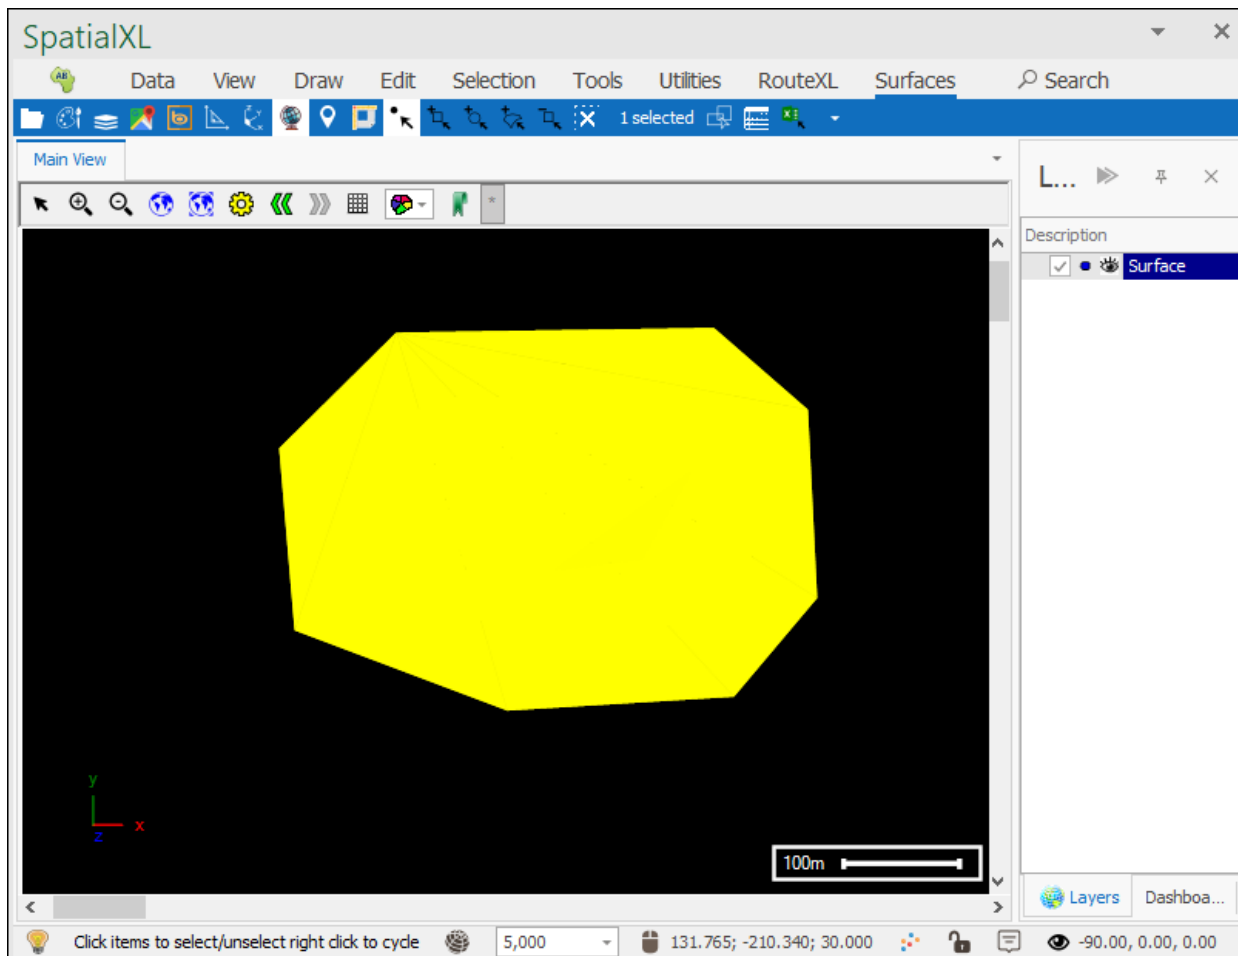 SpatialXL
AB Data View Draw Edit Selection Tools Utilities RouteXL Surfaces Search
1 selected
Main View
L...
*
Description
Surface
y
x
z
100m
Layers Dashboa...
Click items to select/unselect right click to cycle 5,000 131.765; -210.340; 30.000 -90.00, 0.00, 0.00